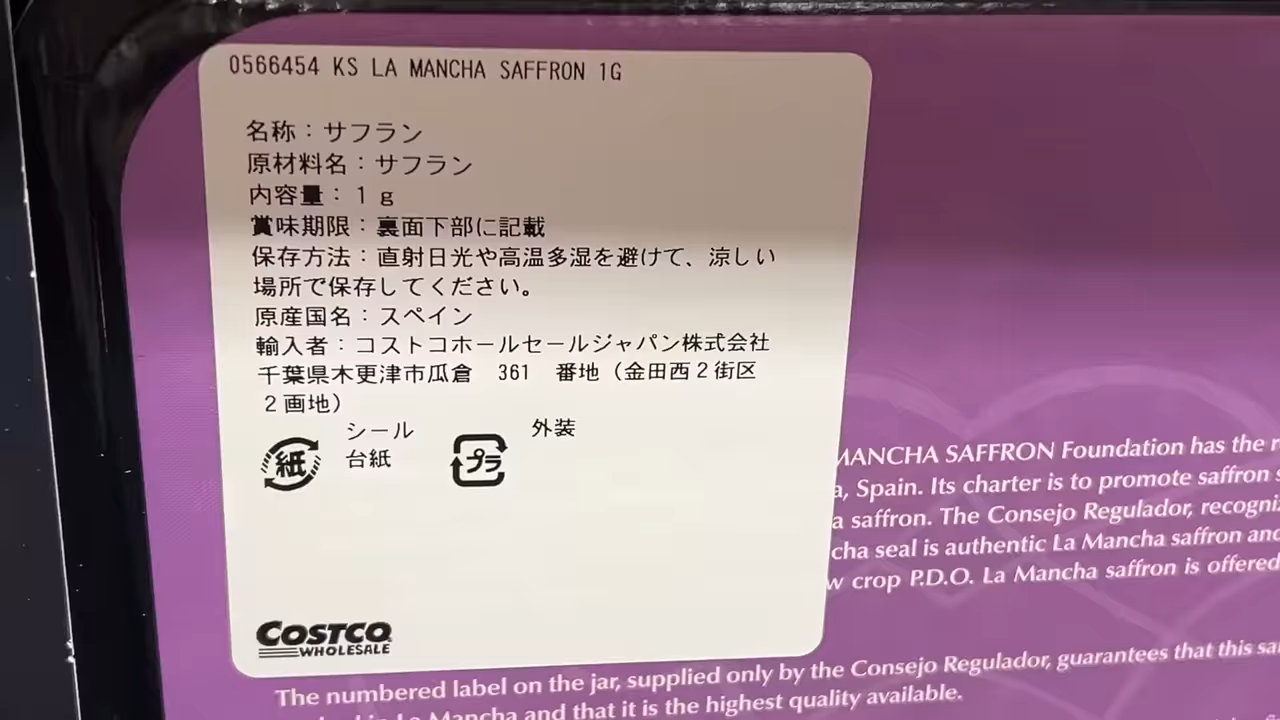 0566454 KS LA MANCHA SAFFRON 1G
名称：サフラン
原材料名：サフラン
内容量：１ｇ
賞味期限：裏面下部に記載
保存方法：直射日光や高温多湿を避けて、涼しい
場所で保存してください。
原産国名：スペイン
輸入者：コストコホールセールジャパン株式会社
千葉県木更津市瓜倉　361　番地（金田西２街区
２画地）
シール
台紙
紙
外装
プラ
COSTCO
WHOLESALE
MANCHA SAFFRON Foundation has the
a, Spain. Its charter is to promote saffron
a saffron. The Consejo Regulador,
cha seal is authentic La Mancha saffron and
w crop P.D.O. La Mancha saffron is offered
The numbered label on the jar, supplied only by the Consejo Regulador, guarantees that this
La Mancha and that it is the highest quality available.